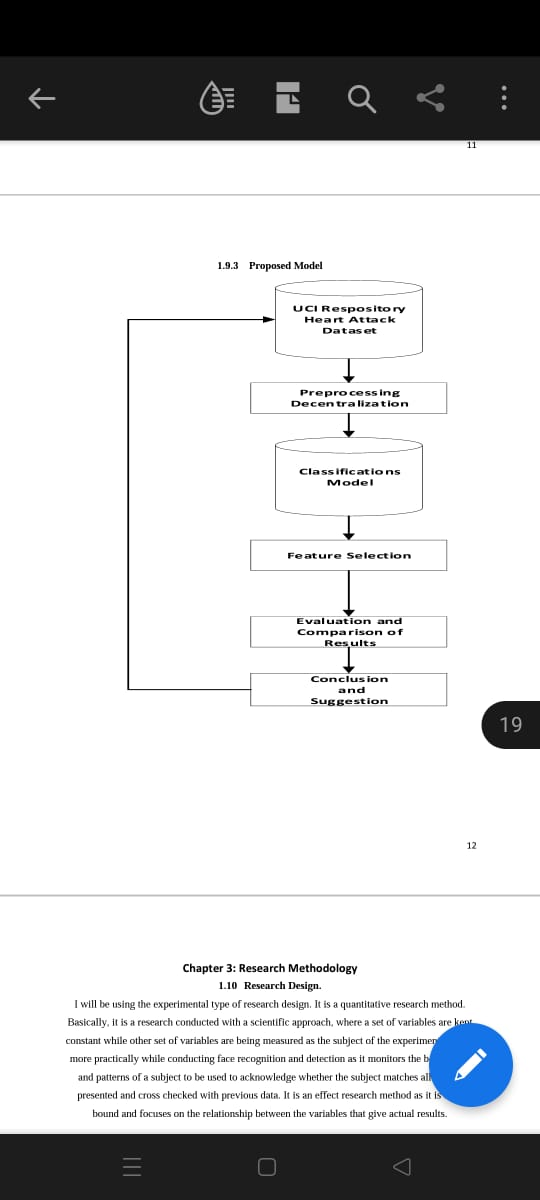 11
1.9.3 Proposed Model
UCI Respository
Heart Attack
Dataset
Preprocessing
Decentralization
Classifications
Model
Feature Selection
Evaluation and
Comparison of
Results
Conclusion
and
Suggestion
19
12
Chapter 3: Research Methodology
1.10 Research Design.
I will be using the experimental type of research design. It is a quantitative research method.
Basically, it is a research conducted with a scientific approach, where a set of variables are kept
constant while other set of variables are being measured as the subject of the
more practically while conducting face recognition and detection as it monitors the
and patterns of a subject to be used to acknowledge whether the subject matches
presented and cross checked with previous data. It is an effect research method as it is
bound and focuses on the relationship between the variables that give actual results.